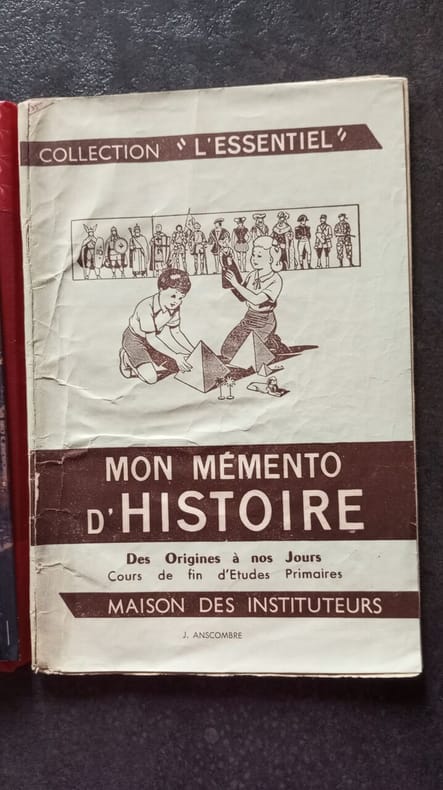 COLLECTION "L'ESSENTIEL"
MON MÉMENTO
D'HISTOIRE
Des Origines à nos Jours
Cours de fin d'Etudes Primaires
MAISON DES INSTITUTEURS
J. ANSCOMBRE